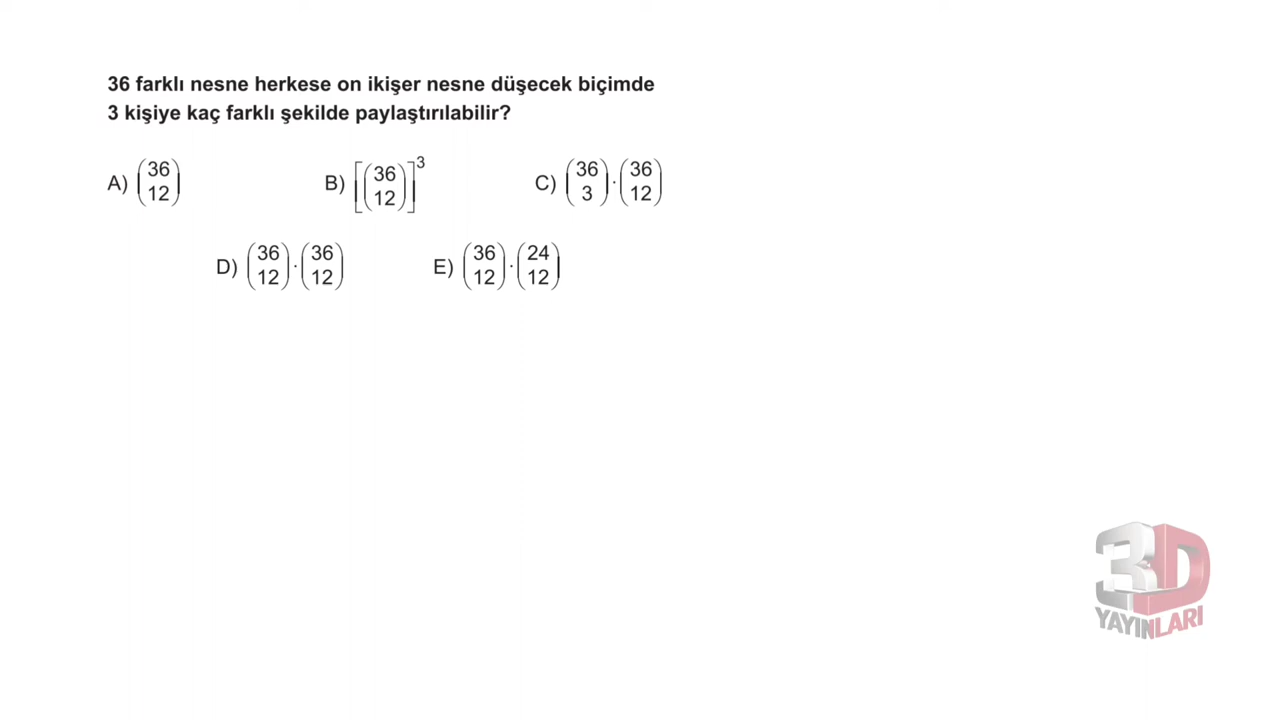 36 farklı nesne herkese on ikişer nesne düşecek biçimde
3 kişiye kaç farklı şekilde paylaştırılabilir?
A) (36 12) B) [(36 12)]³ C) (36 3) · (36 12)
D) (36 12) · (36 12) E) (36 12) · (24 12)
3D
YAYINLARI